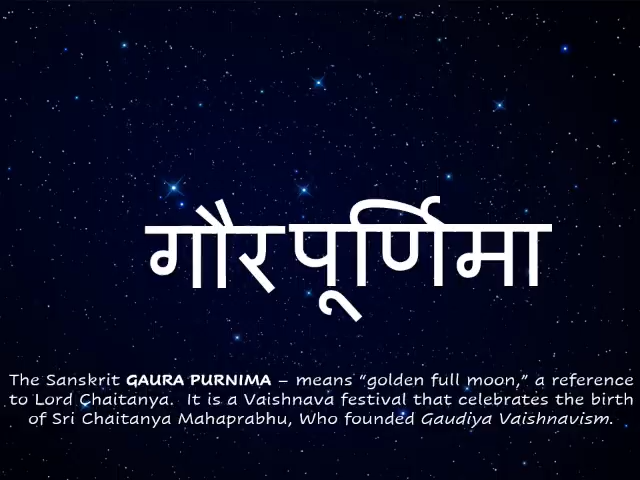 गौर पूर्णिमा
The Sanskrit GAURA PURNIMA – means “golden full moon,” a reference
to Lord Chaitanya. It is a Vaishnava festival that celebrates the birth
of Sri Chaitanya Mahaprabhu, Who founded Gaudiya Vaishnavism.